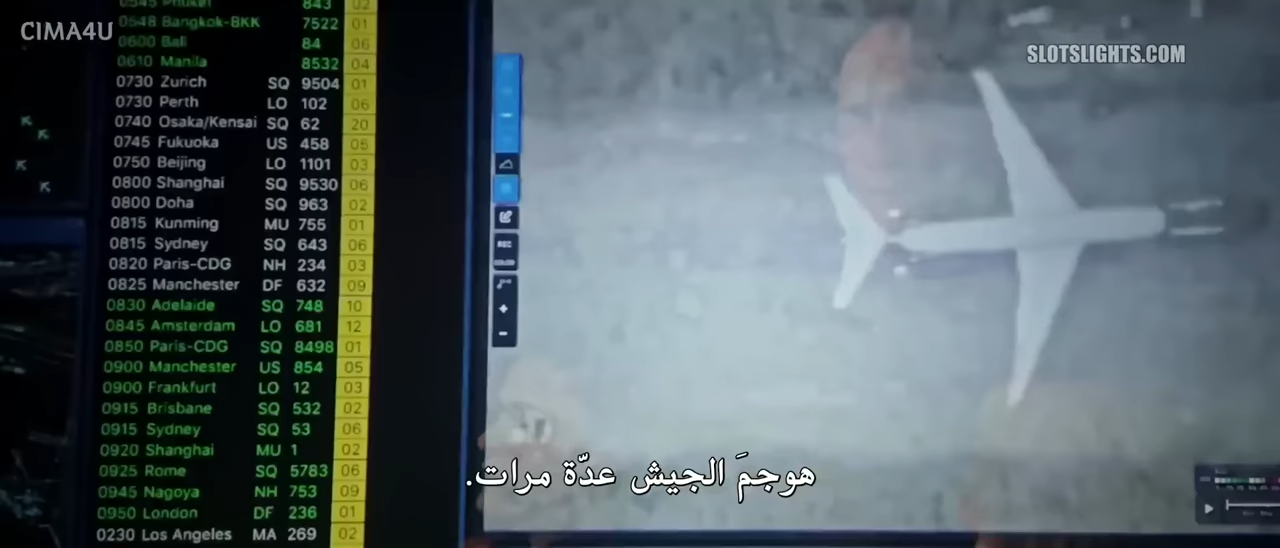 CIMA4U
SLOTSLIGHTS.COM
0545 Phuket 843 02
0548 Bangkok-BKK 7522 01
0600 Bali 84 06
0610 Manila 8532 04
0730 Zurich SQ 9504 01
0730 Perth LO 102 06
0740 Osaka/Kensai SQ 62 20
0745 Fukuoka US 458 05
0750 Beijing LO 1101 03
0800 Shanghai SQ 9530 06
0800 Doha SQ 963 02
0815 Kunming MU 755 01
0815 Sydney SQ 643 06
0820 Paris-CDG NH 234 03
0825 Manchester DF 632 09
0830 Adelaide SQ 748 10
0845 Amsterdam LO 681 12
0850 Paris-CDG SQ 8498 01
0900 Manchester US 854 05
0900 Frankfurt LO 12 03
0915 Brisbane SQ 532 02
0915 Sydney SQ 53 06
0920 Shanghai MU 1 02
0925 Rome SQ 5783 06
0945 Nagoya NH 753 09
0950 London DF 236 01
0230 Los Angeles MA 269 02
REC
هوجمَ الجيش عدّة مرات.